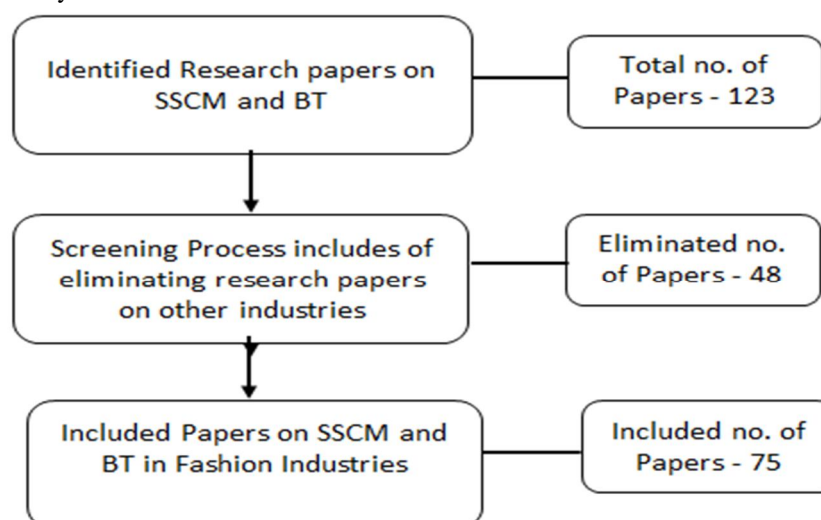 Identified Research papers on
SSCM and BT
Total no. of
Papers - 123
Screening Process includes of
eliminating research papers
on other industries
Eliminated no.
of Papers - 48
Included Papers on SSCM and
BT in Fashion Industries
Included no. of
Papers - 75